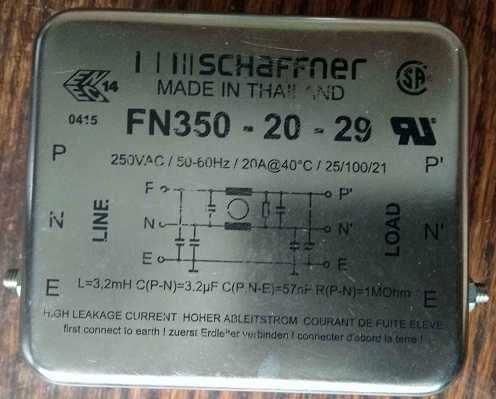 SCHAFFNER
MADE IN THAILAND
14
0415
FN350 - 20 - 29
250VAC / 50-60Hz / 20A@40°C / 25/100/21
P P'
N N'
E E'
LINE
LOAD
P P'
N N'
E E
L=3,2mH C(P-N)=3.2µF C(P,N-E)=57nF R(P-N)=1MOhm
HIGH LEAKAGE CURRENT HOHER ABLEITSTROM COURANT DE FUITE ELEVE
first connect to earth ! zuerst Erdleiter verbinden ! connecter d'abord la terre !